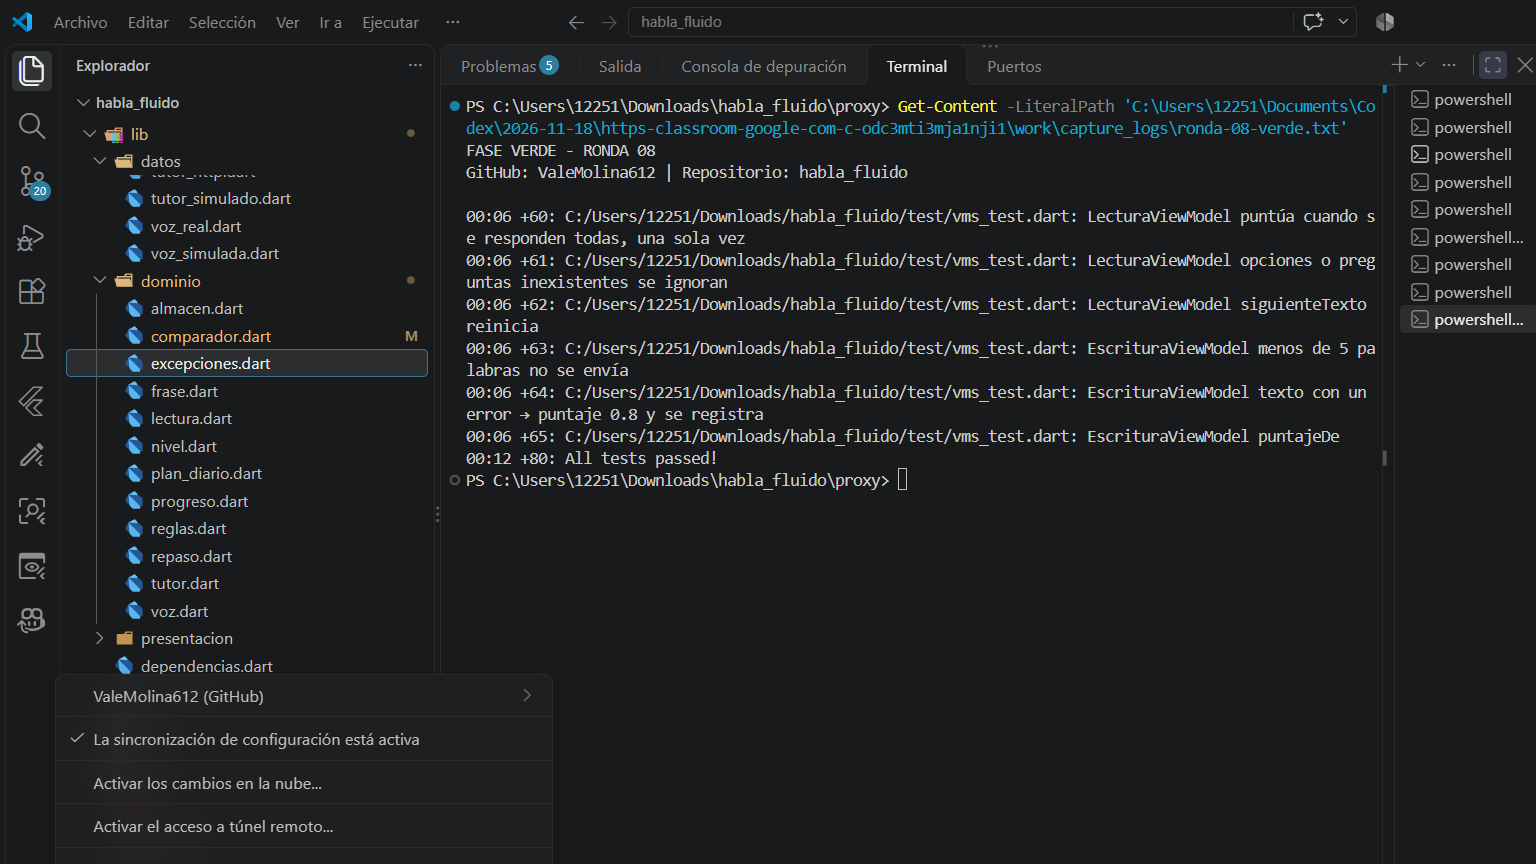 Archivo Editar Selección Ver Ir a Ejecutar ··· habla_fluido
Explorador ···
habla_fluido
lib
datos
tutor_http.dart
tutor_simulado.dart
voz_real.dart
voz_simulada.dart
dominio
almacen.dart
comparador.dart M
excepciones.dart
frase.dart
lectura.dart
nivel.dart
plan_diario.dart
progreso.dart
reglas.dart
repaso.dart
tutor.dart
voz.dart
presentacion
dependencias.dart
20
ValeMolina612 (GitHub)
La sincronización de configuración está activa
Activar los cambios en la nube...
Activar el acceso a túnel remoto...
Problemas 5 Salida Consola de depuración Terminal Puertos
PS C:\Users\12251\Downloads\habla_fluido\proxy> Get-Content -LiteralPath 'C:\Users\12251\Documents\Co
dex\2026-11-18\https-classroom-google-com-c-odc3mti3mja1nji1\work\capture_logs\ronda-08-verde.txt'
FASE VERDE - RONDA 08
GitHub: ValeMolina612 | Repositorio: habla_fluido
00:06 +60: C:/Users/12251/Downloads/habla_fluido/test/vms_test.dart: LecturaViewModel puntúa cuando s
e responden todas, una sola vez
00:06 +61: C:/Users/12251/Downloads/habla_fluido/test/vms_test.dart: LecturaViewModel opciones o preg
untas inexistentes se ignoran
00:06 +62: C:/Users/12251/Downloads/habla_fluido/test/vms_test.dart: LecturaViewModel siguienteTexto
reinicia
00:06 +63: C:/Users/12251/Downloads/habla_fluido/test/vms_test.dart: EscrituraViewModel menos de 5 pa
labras no se envía
00:06 +64: C:/Users/12251/Downloads/habla_fluido/test/vms_test.dart: EscrituraViewModel texto con un
error → puntaje 0.8 y se registra
00:06 +65: C:/Users/12251/Downloads/habla_fluido/test/vms_test.dart: EscrituraViewModel puntajeDe
00:12 +80: All tests passed!
PS C:\Users\12251\Downloads\habla_fluido\proxy>
powershell
powershell
powershell
powershell
powershell
powershell...
powershell
powershell
powershell...